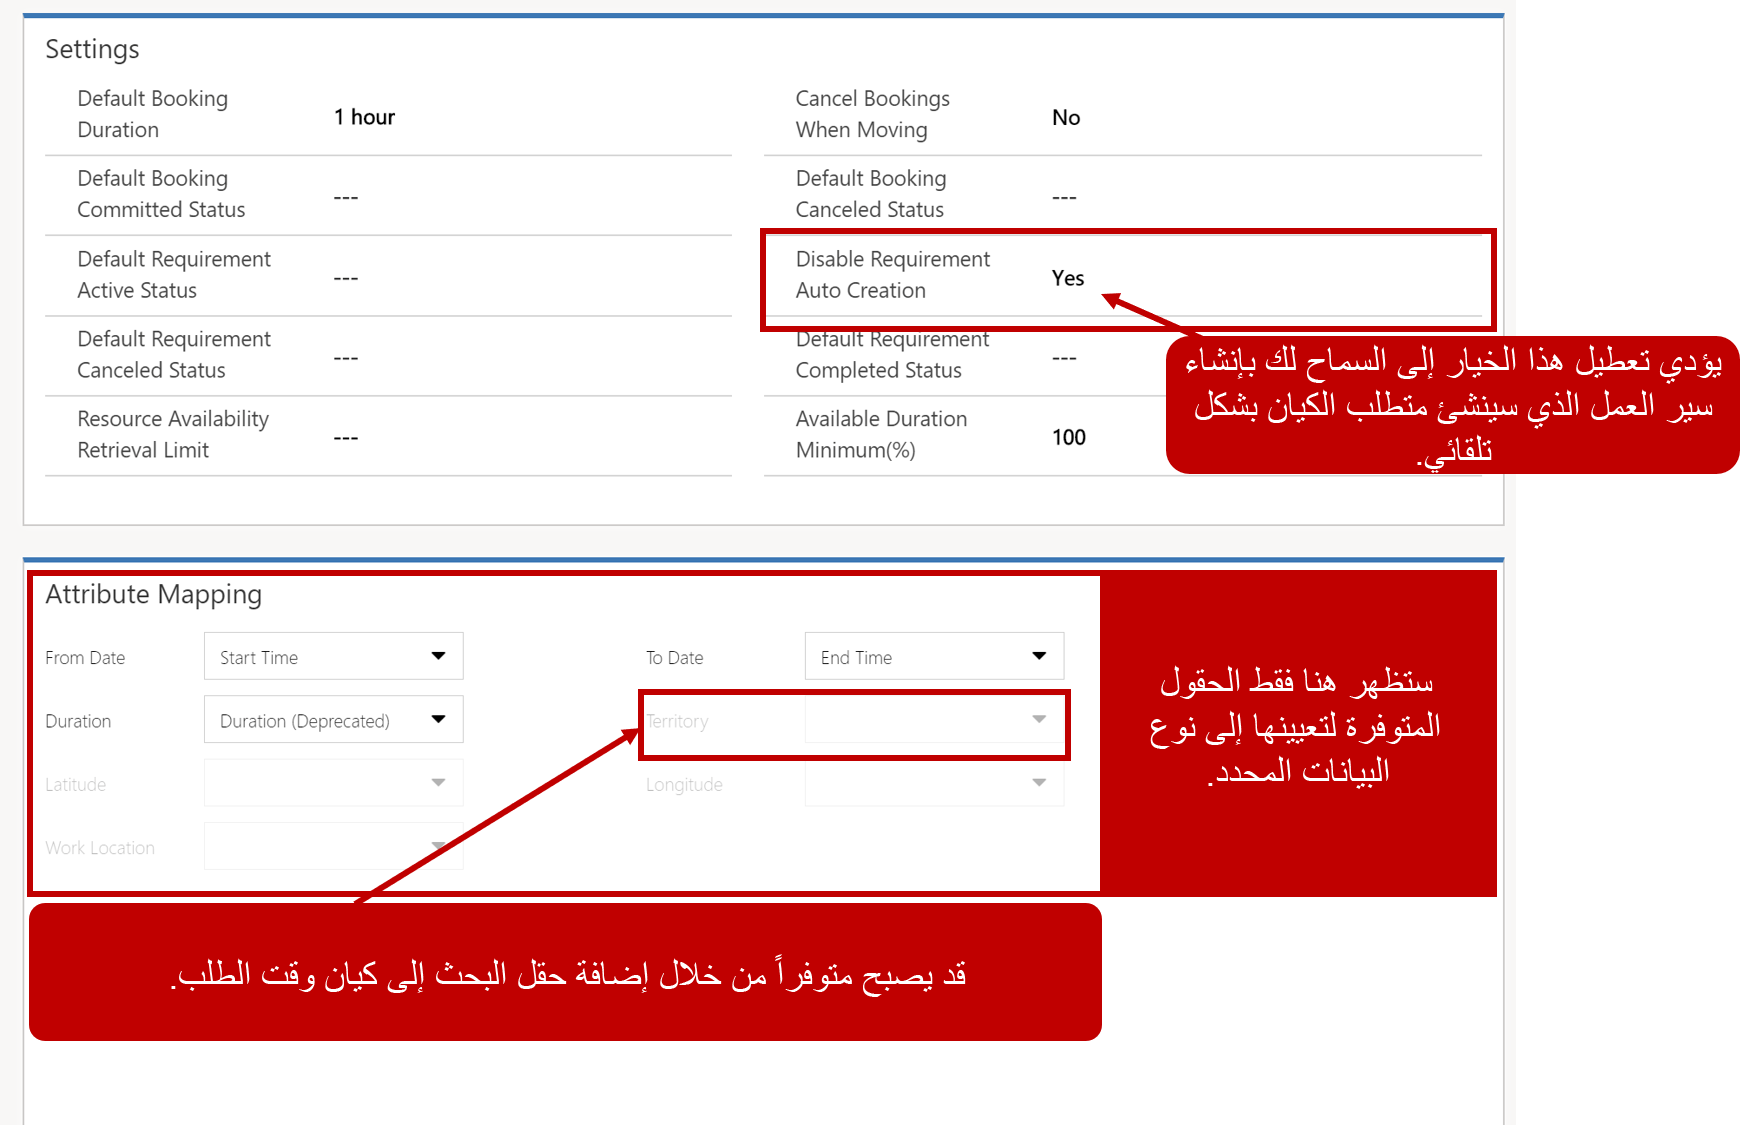 Settings
Default Booking
Duration
1 hour
Cancel Bookings
When Moving
No
Default Booking
Committed Status
---
Default Booking
Canceled Status
---
Default Requirement
Active Status
---
Disable Requirement
Auto Creation
Yes
Default Requirement
Canceled Status
---
Default Requirement
Completed Status
---
Resource Availability
Retrieval Limit
---
Available Duration
Minimum(%)
100
يؤدي تعطيل هذا الخيار إلى السماح لك بإنشاء
سير العمل الذي سينشئ متطلب الكيان بشكل
تلقائي.
Attribute Mapping
From Date
Start Time
To Date
End Time
Duration
Duration (Deprecated)
Territory
Latitude
Longitude
Work Location
ستظهر هنا فقط الحقول
المتوفرة لتعيينها إلى نوع
البيانات المحدد.
قد يصبح متوفراً من خلال إضافة حقل البحث إلى كيان وقت الطلب.